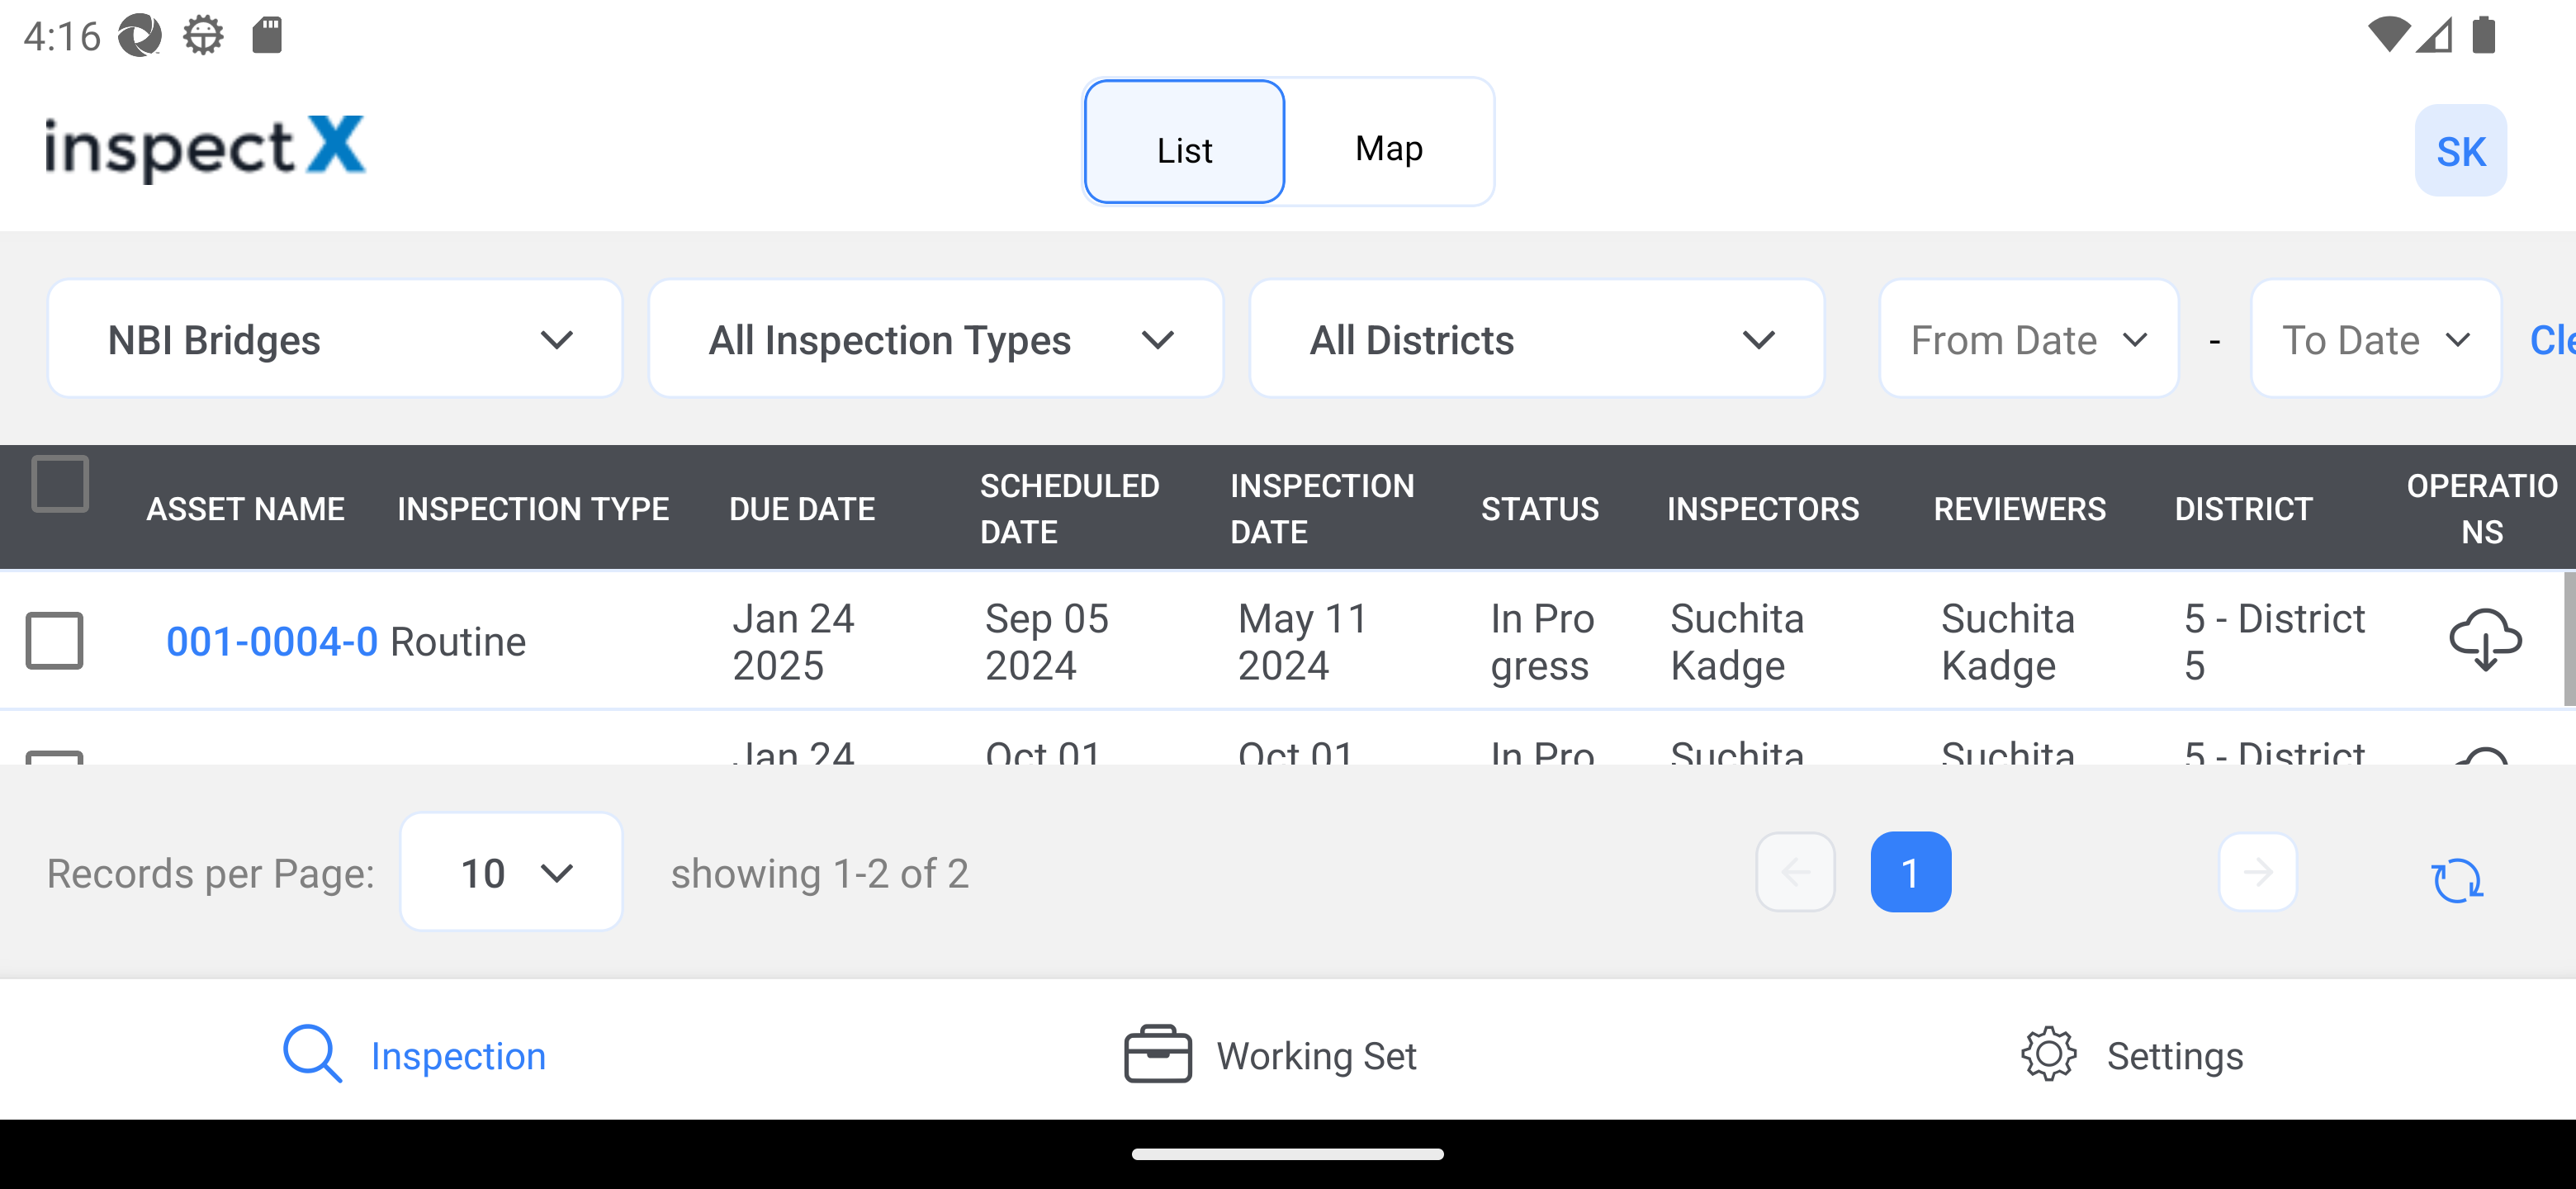 4:16
inspectX
List
Map
SK
NBI Bridges
All Inspection Types
All Districts
From Date
-
To Date
Cle
ASSET NAME
INSPECTION TYPE
DUE DATE
SCHEDULED
DATE
INSPECTION
DATE
STATUS
INSPECTORS
REVIEWERS
DISTRICT
OPERATIO
NS
001-0004-0
Routine
Jan 24
2025
Sep 05
2024
May 11
2024
In Pro
gress
Suchita
Kadge
Suchita
Kadge
5 - District
5
Jan 24
Oct 01
Oct 01
In Pro
Suchita
Suchita
5 - District
Records per Page:
10
showing 1-2 of 2
1
Inspection
Working Set
Settings